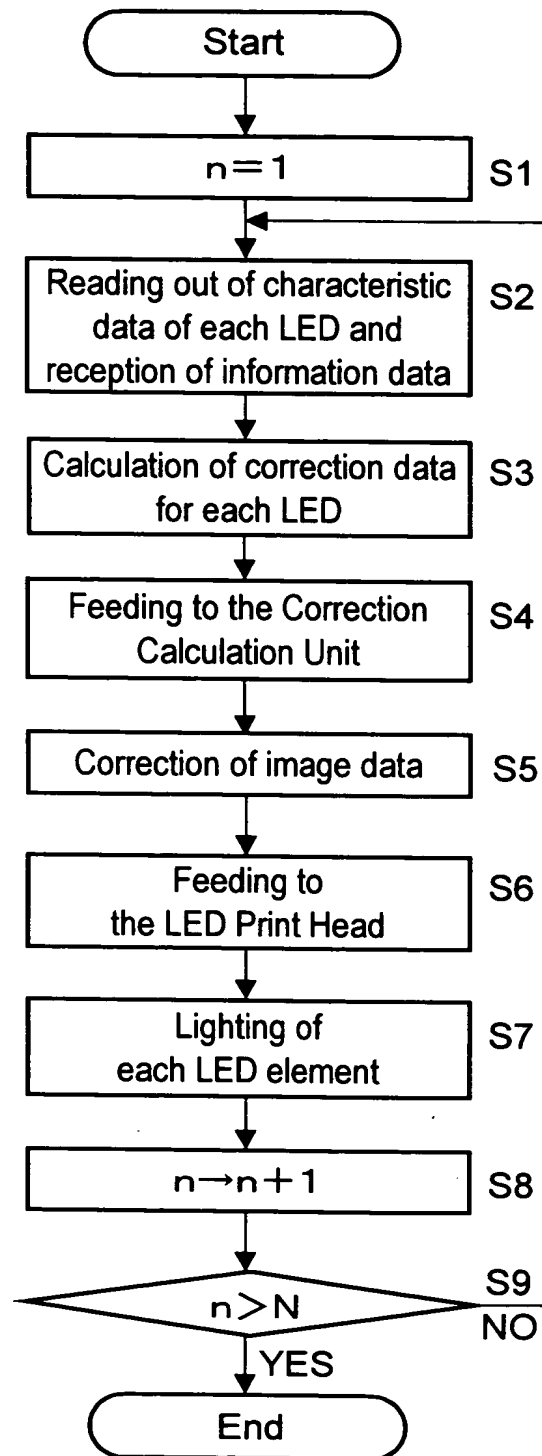 Start
n=1
S1
Reading out of characteristic
data of each LED and
reception of information data
S2
Calculation of correction data
for each LED
S3
Feeding to the Correction
Calculation Unit
S4
Correction of image data
S5
Feeding to
the LED Print Head
S6
Lighting of
each LED element
S7
n→n+1
S8
n>N
S9
NO
YES
End